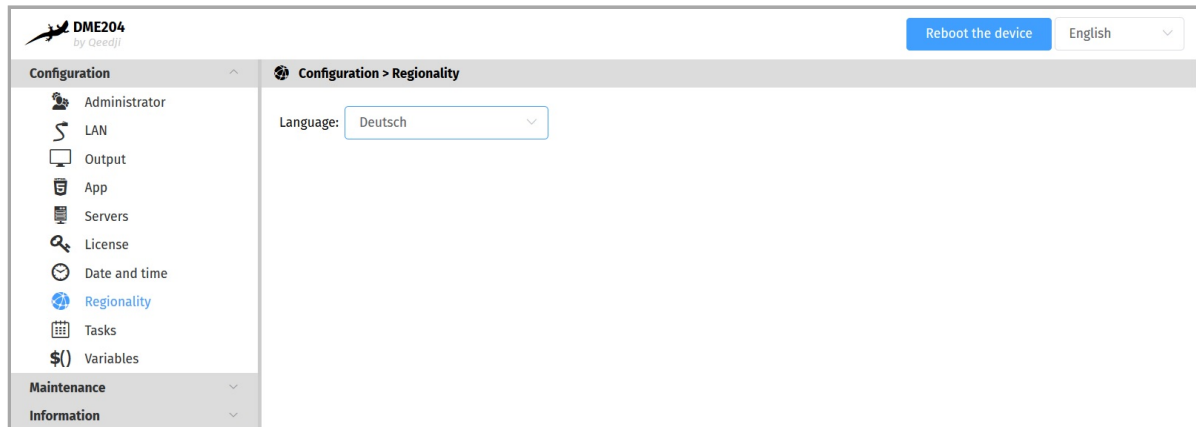 DME204
by Qeedji
Reboot the device
English
Configuration
Configuration > Regionality
Administrator
LAN
Output
App
Servers
License
Date and time
Regionality
Tasks
$() Variables
Maintenance
Information
Language: Deutsch